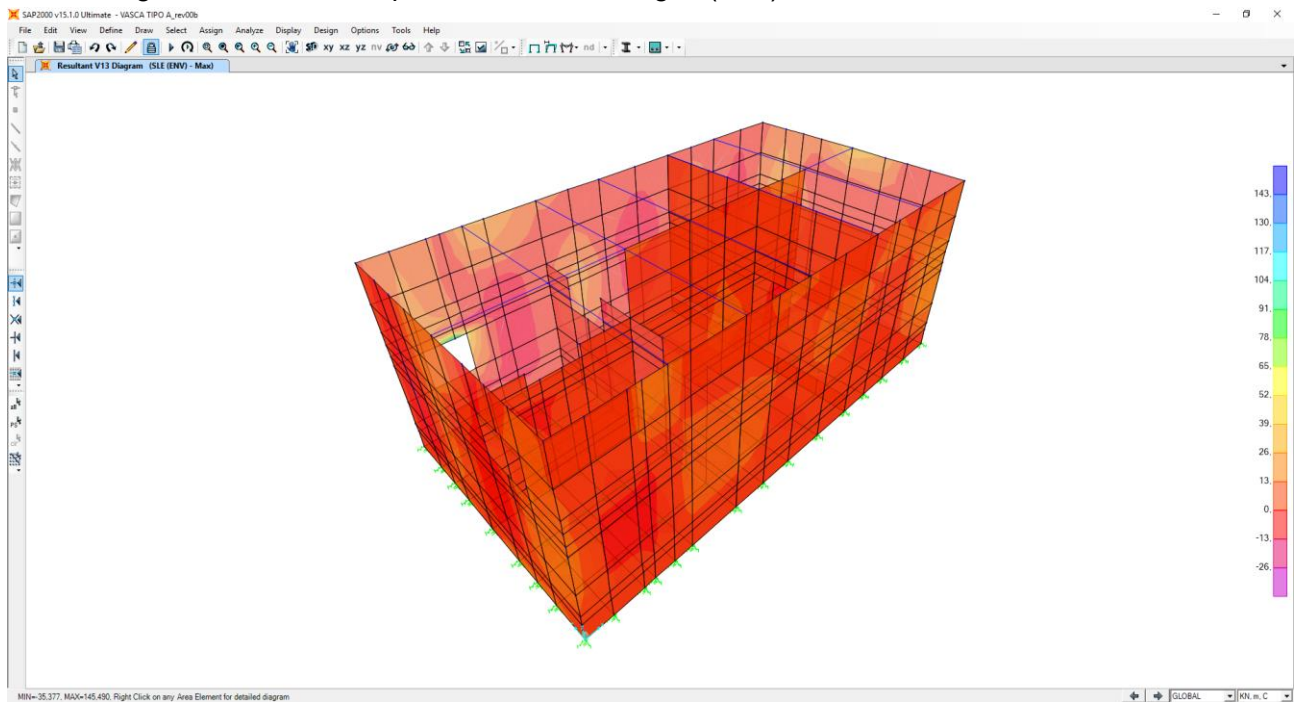 SAP2000 v15.1.0 Ultimate - VASCA TIPO A_rev00b
File Edit View Define Draw Select Assign Analyze Display Design Options Tools Help
xy xz yz nv nd
Resultant V13 Diagram (SLE (ENV) - Max)
143,
130,
117,
104,
91,
78,
65,
52,
39,
26,
13,
0,
-13,
-26,
MIN=-35,377, MAX=145,490, Right Click on any Area Element for detailed diagram
GLOBAL KN, m, C